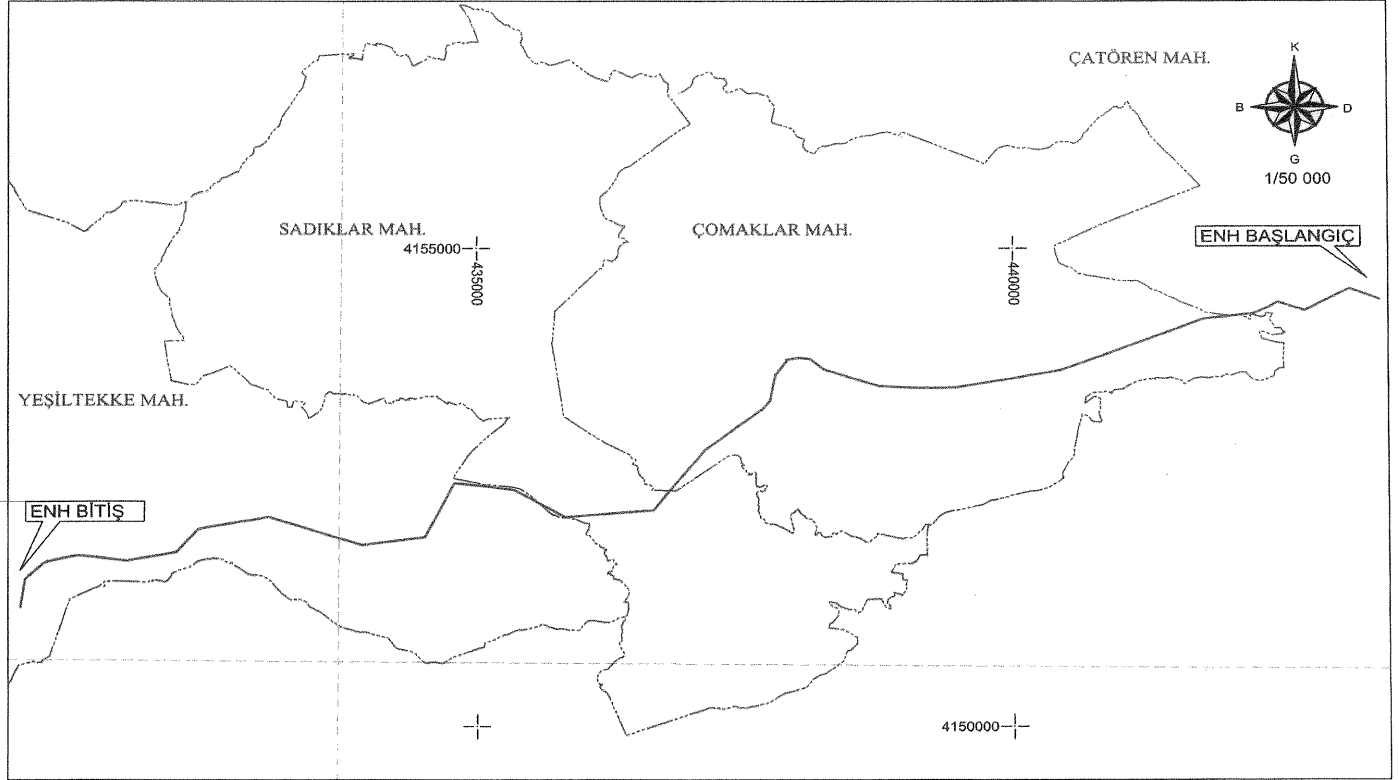 ÇATÖREN MAH.
K
B
D
G
1/50 000
SADIKLAR MAH.
ÇOMAKLAR MAH.
ENH BAŞLANGIÇ
4155000
435000
440000
YEŞİLTEKKE MAH.
ENH BİTİŞ
4150000